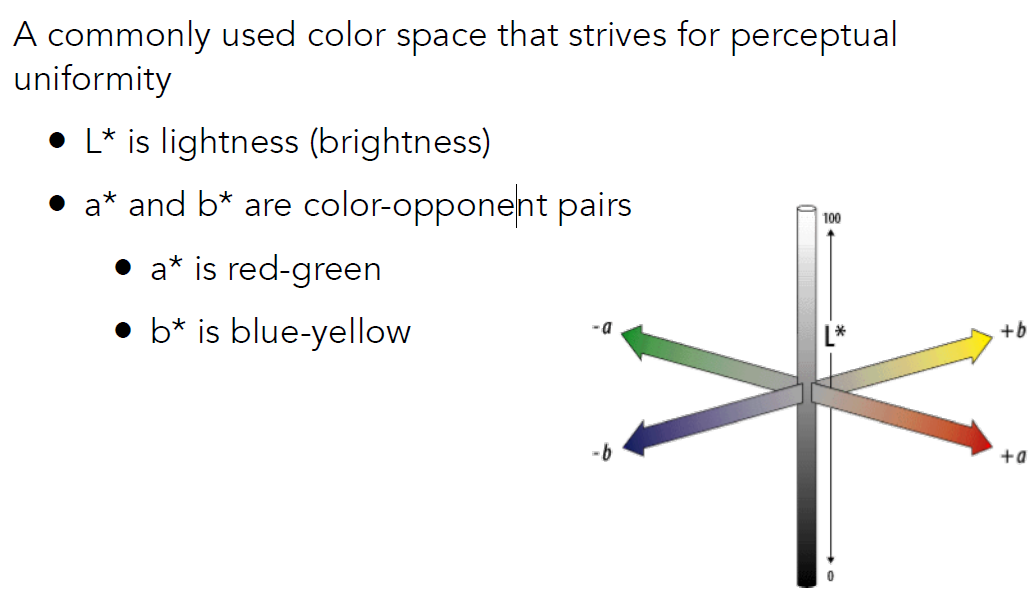 A commonly used color space that strives for perceptual
uniformity
• L* is lightness (brightness)
• a* and b* are color-opponent pairs
• a* is red-green
• b* is blue-yellow
100
L*
-a
+b
-b
+a
0